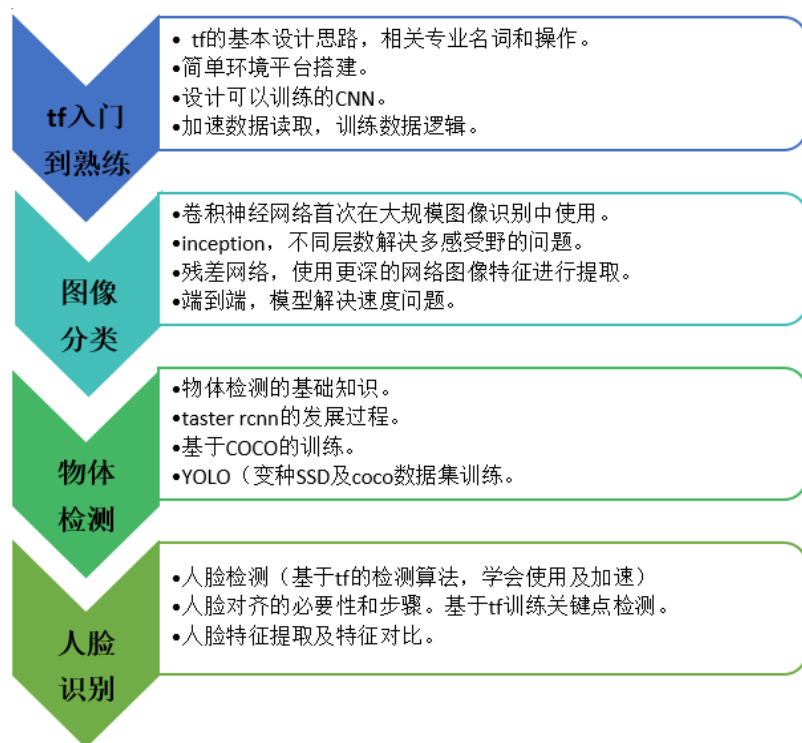 tf入门
到熟练
• tf的基本设计思路，相关专业名词和操作。
•简单环境平台搭建。
•设计可以训练的CNN。
•加速数据读取，训练数据逻辑。
图像
分类
•卷积神经网络首次在大规模图像识别中使用。
•inception，不同层数解决多感受野的问题。
•残差网络，使用更深的网络图像特征进行提取。
•端到端，模型解决速度问题。
物体
检测
•物体检测的基础知识。
•taster rcnn的发展过程。
•基于COCO的训练。
•YOLO（变种SSD及coco数据集训练。
人脸
识别
•人脸检测（基于tf的检测算法，学会使用及加速）
•人脸对齐的必要性和步骤。基于tf训练关键点检测。
•人脸特征提取及特征对比。